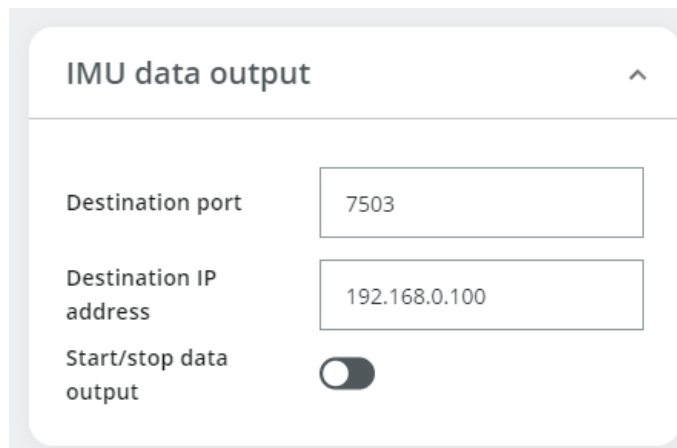 IMU data output
Destination port
7503
Destination IP
address
192.168.0.100
Start/stop data
output